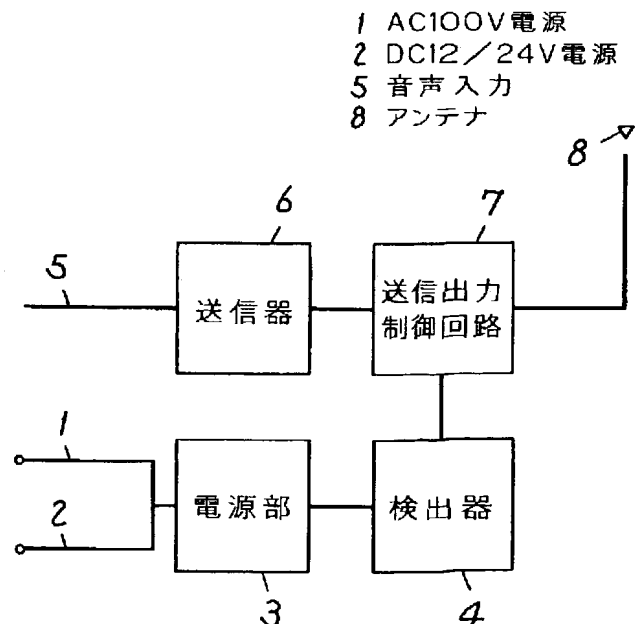 1 AC100V電源
2 DC12／24V電源
5 音声入力
8 アンテナ
8
6
7
5
送信器
送信出力
制御回路
1
2
電源部
検出器
3
4